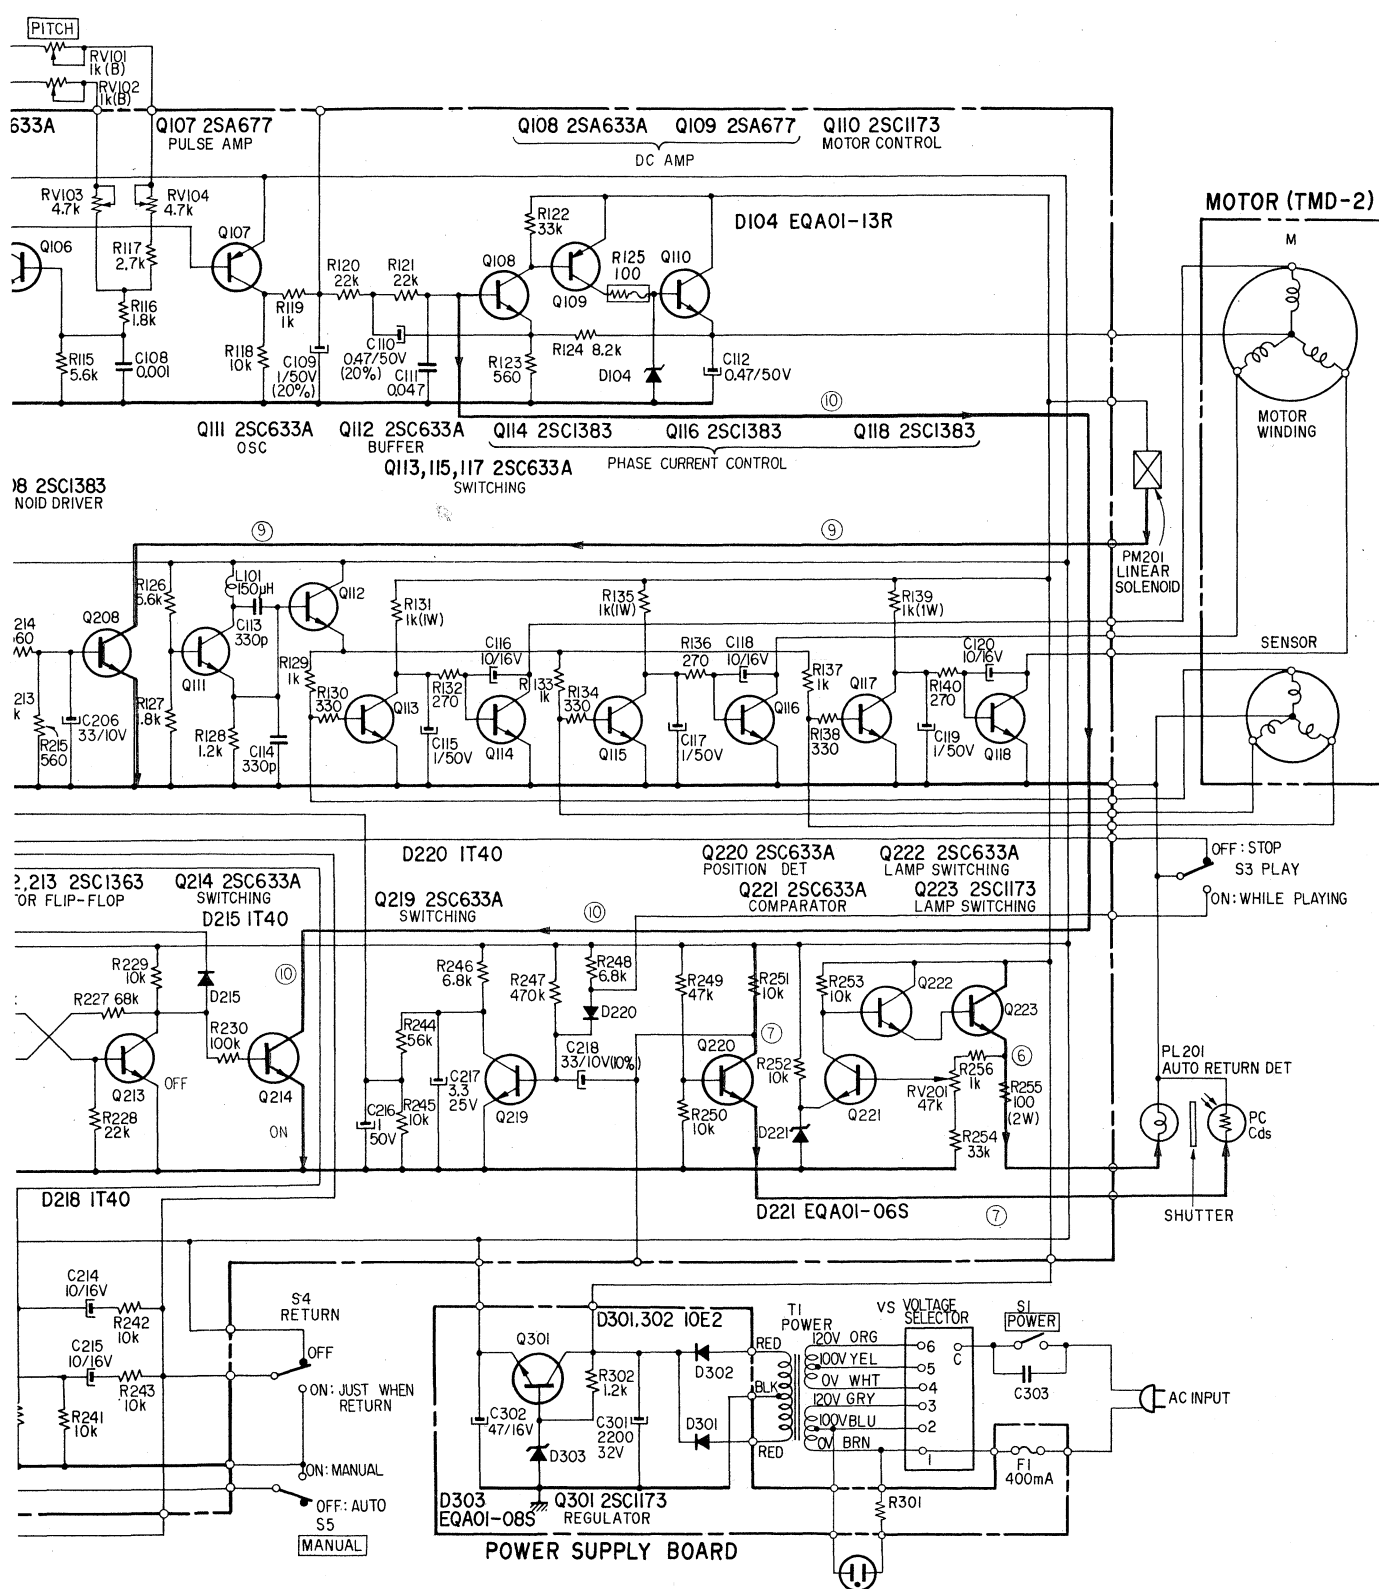 PITCH
RV101
1k(B)
RV102
1k(B)
633A
Q107 2SA677
PULSE AMP
Q108 2SA633A
Q109 2SA677
DC AMP
Q110 2SC1173
MOTOR CONTROL
RV103
4.7k
RV104
4.7k
Q106
R117
2.7k
R116
1.8k
R115
5.6k
C108
0.001
Q107
R118
10k
R119
1k
C109
1/50V
(20%)
R120
22k
R121
22k
C110
0.47/50V
(20%)
C111
0.047
Q108
R122
33k
Q109
R125
100
Q110
D104 EQA01-13R
R123
560
R124 8.2k
D104
C112
0.47/50V
MOTOR (TMD-2)
M
MOTOR
WINDING
⑩
Q111 2SC633A
OSC
Q112 2SC633A
BUFFER
Q113,115,117 2SC633A
SWITCHING
Q114 2SC1383
Q116 2SC1383
Q118 2SC1383
PHASE CURRENT CONTROL
08 2SC1383
NOID DRIVER
⑨
⑨
PM201
LINEAR
SOLENOID
214
560
Q208
213
k
R215
560
C206
33/10V
R126
5.6k
R127
1.8k
L101
150μH
C113
330p
Q111
R128
1.2k
C114
330p
Q112
R129
1k
R130
330
R131
1k(1W)
Q113
R132
270
C115
1/50V
C116
10/16V
Q114
R133
1k
R134
330
R135
1k(1W)
Q115
R136
270
C117
1/50V
C118
10/16V
Q116
R137
1k
R138
330
Q117
R139
1k(1W)
R140
270
C119
1/50V
C120
10/16V
Q118
SENSOR
OFF: STOP
S3 PLAY
ON: WHILE PLAYING
2,213 2SC1363
OR FLIP-FLOP
Q214 2SC633A
SWITCHING
D215 1T40
D220 1T40
Q219 2SC633A
SWITCHING
Q220 2SC633A
POSITION DET
Q221 2SC633A
COMPARATOR
Q222 2SC633A
LAMP SWITCHING
Q223 2SC1173
LAMP SWITCHING
⑩
⑩
R229
10k
R227 68k
D215
R230
100k
Q213
OFF
R228
22k
Q214
ON
R246
6.8k
R247
470k
R248
6.8k
D220
R244
56k
C217
3.3
25V
C218
33/10V(10%)
R245
10k
C216
1
50V
Q219
R249
47k
R251
10k
⑦
Q220
R252
10k
R250
10k
D221
R253
10k
Q222
Q223
Q221
RV201
47k
R256
1k
⑥
R255
100
(2W)
R254
33k
PL201
AUTO RETURN DET
PC
Cds
SHUTTER
D218 1T40
D221 EQA01-06S
⑦
C214
10/16V
R242
10k
C215
10/16V
R243
10k
R241
10k
S4
RETURN
OFF
ON: JUST WHEN
RETURN
ON: MANUAL
OFF: AUTO
S5
MANUAL
D301,302 10E2
Q301
R302
1.2k
C302
47/16V
D303
C301
2200
32V
D302
D301
RED
BLK
RED
T1
POWER
120V ORG
100V YEL
0V WHT
120V GRY
100V BLU
0V BRN
VS VOLTAGE
SELECTOR
6
5
4
3
2
1
C
S1
POWER
C303
AC INPUT
F1
400mA
R301
D303
EQA01-08S
Q301 2SC1173
REGULATOR
POWER SUPPLY BOARD